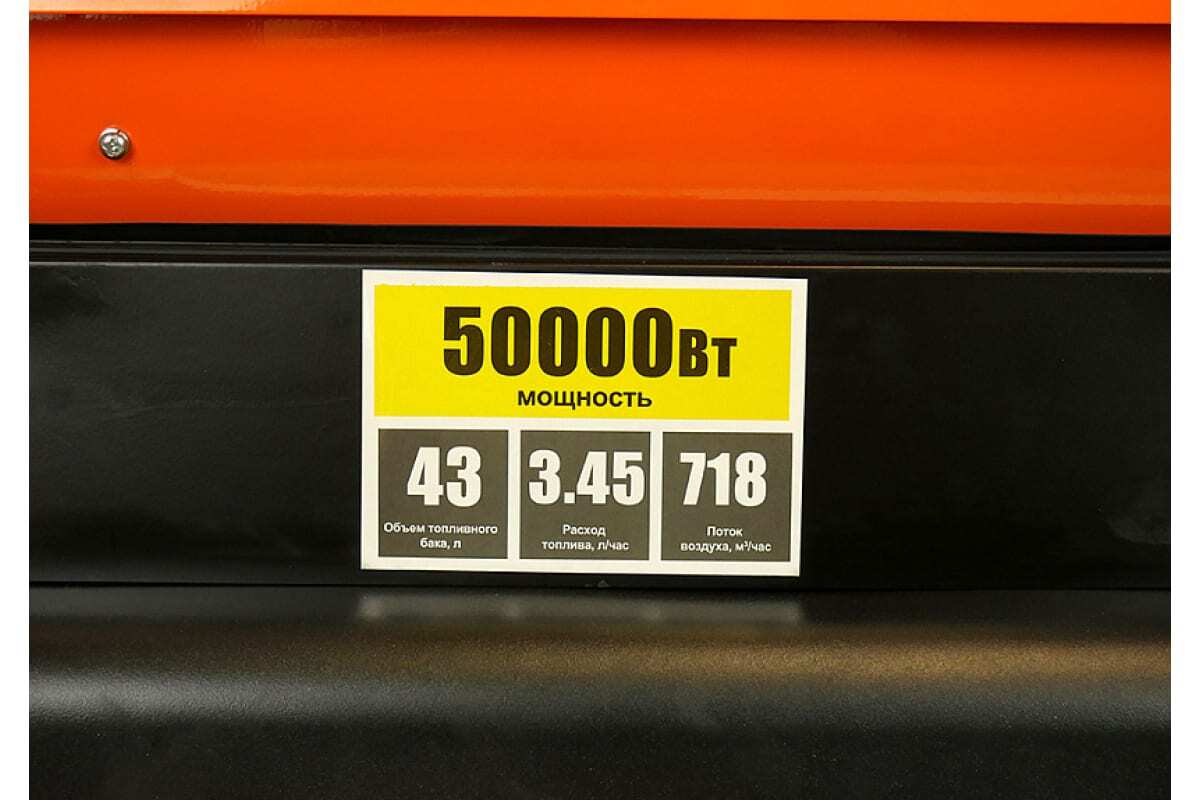 50000Вт
мощность
43
Объем топливного
бака, л
3.45
Расход
топлива, л/час
718
Поток
воздуха, м³/час